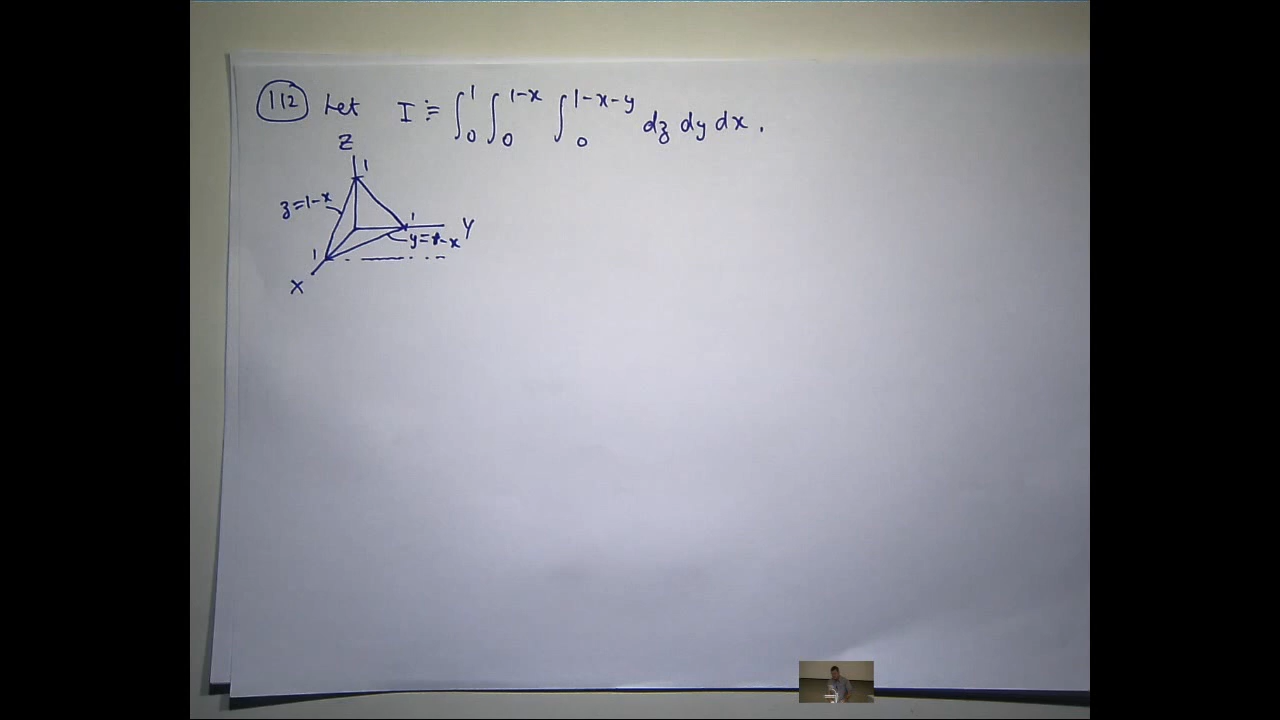 112 Let I ≡ ∫₀¹ ∫₀^{1-x} ∫₀^{1-x-y} dz dy dx .
Z
1
z=1-x
1
Y
y=1-x
1
X